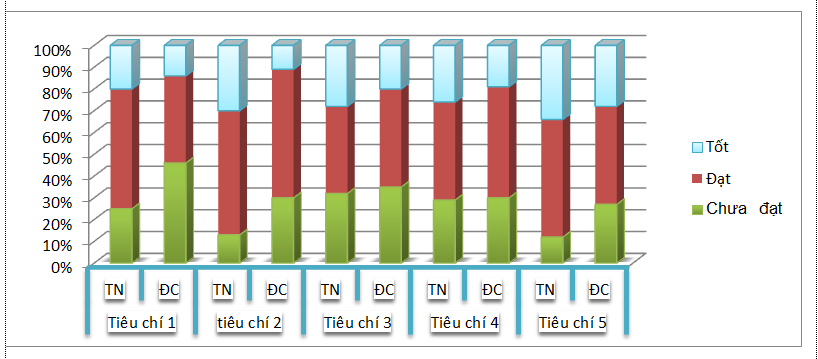 100%
90%
80%
70%
60%
50%
40%
30%
20%
10%
0%
TN ĐC TN ĐC TN ĐC TN ĐC TN ĐC
Tiêu chí 1 tiêu chí 2 Tiêu chí 3 Tiêu chí 4 Tiêu chí 5
Tốt
Đạt
Chưa đạt